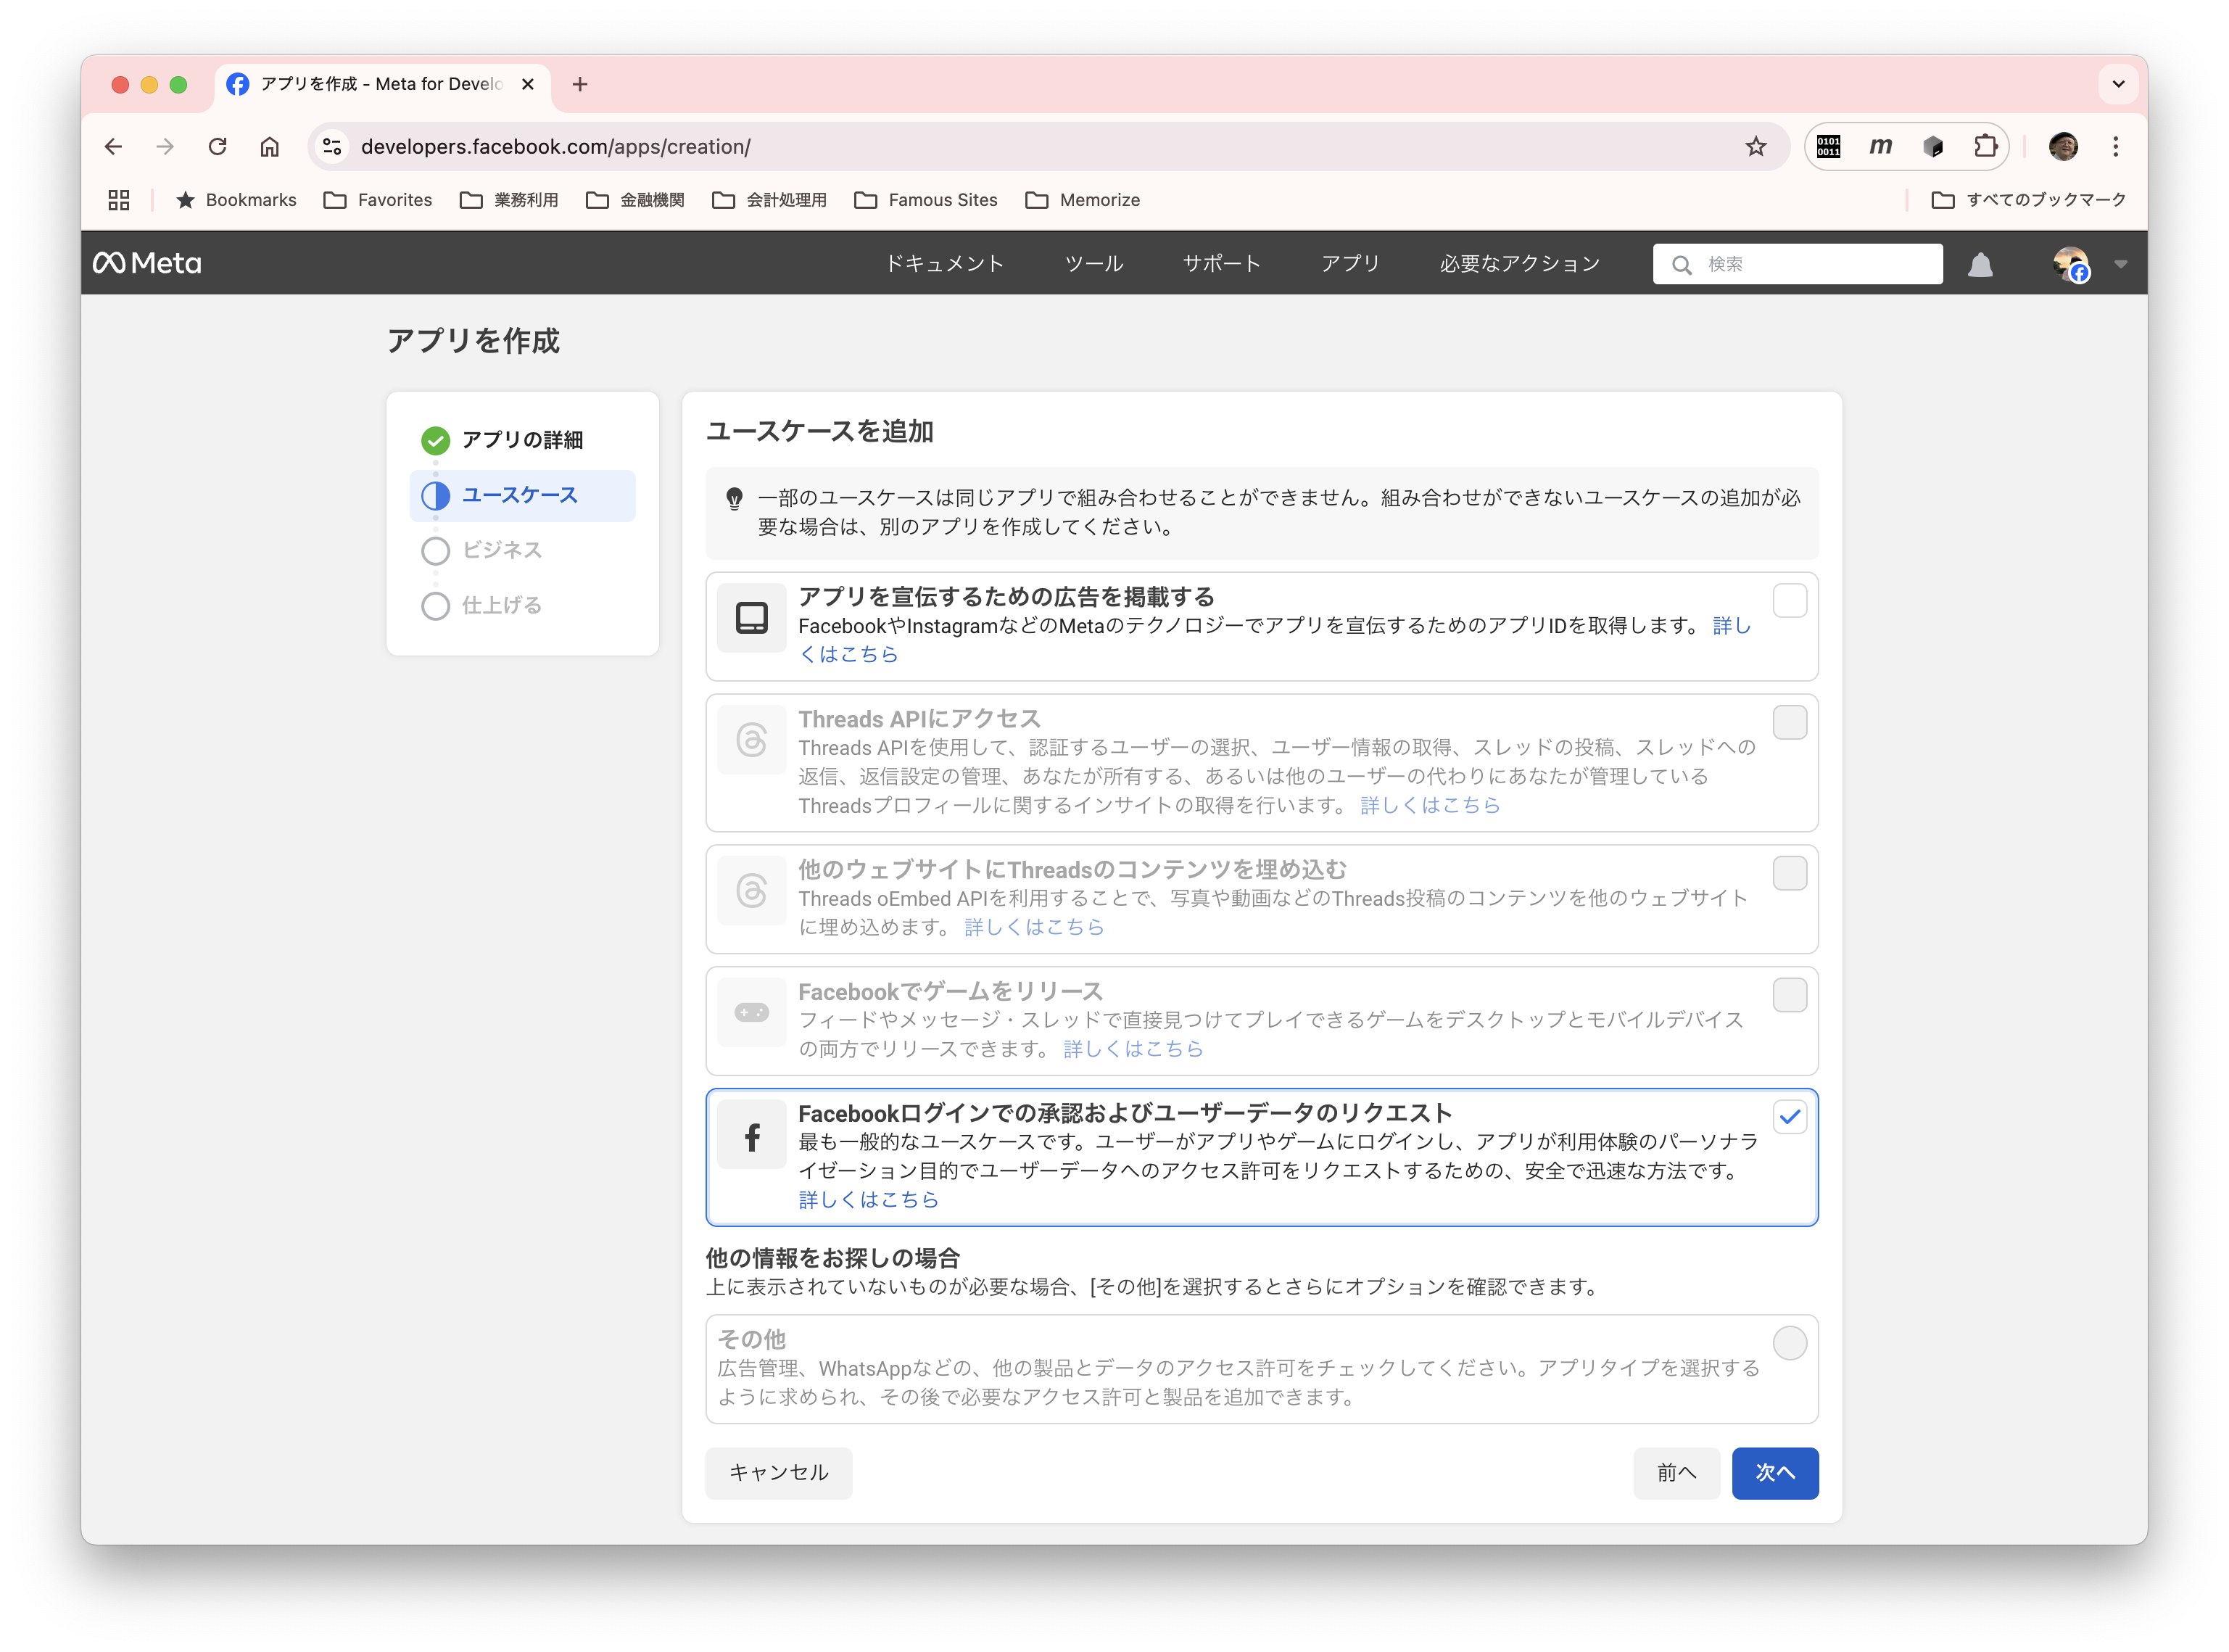 アプリを作成 - Meta for Develo
developers.facebook.com/apps/creation/
0101
0011
m
Bookmarks
Favorites
業務利用
金融機関
会計処理用
Famous Sites
Memorize
すべてのブックマーク
Meta
ドキュメント
ツール
サポート
アプリ
必要なアクション
検索
アプリを作成
アプリの詳細
ユースケース
ビジネス
仕上げる
ユースケースを追加
一部のユースケースは同じアプリで組み合わせることができません。組み合わせができないユースケースの追加が必
要な場合は、別のアプリを作成してください。
アプリを宣伝するための広告を掲載する
FacebookやInstagramなどのMetaのテクノロジーでアプリを宣伝するためのアプリIDを取得します。 詳し
くはこちら
Threads APIにアクセス
Threads APIを使用して、認証するユーザーの選択、ユーザー情報の取得、スレッドの投稿、スレッドへの
返信、返信設定の管理、あなたが所有する、あるいは他のユーザーの代わりにあなたが管理している
Threadsプロフィールに関するインサイトの取得を行います。 詳しくはこちら
他のウェブサイトにThreadsのコンテンツを埋め込む
Threads oEmbed APIを利用することで、写真や動画などのThreads投稿のコンテンツを他のウェブサイト
に埋め込めます。 詳しくはこちら
Facebookでゲームをリリース
フィードやメッセージ・スレッドで直接見つけてプレイできるゲームをデスクトップとモバイルデバイス
の両方でリリースできます。 詳しくはこちら
Facebookログインでの承認およびユーザーデータのリクエスト
最も一般的なユースケースです。ユーザーがアプリやゲームにログインし、アプリが利用体験のパーソナラ
イゼーション目的でユーザーデータへのアクセス許可をリクエストするための、安全で迅速な方法です。
詳しくはこちら
他の情報をお探しの場合
上に表示されていないものが必要な場合、[その他]を選択するとさらにオプションを確認できます。
その他
広告管理、WhatsAppなどの、他の製品とデータのアクセス許可をチェックしてください。アプリタイプを選択する
ように求められ、その後で必要なアクセス許可と製品を追加できます。
キャンセル
前へ
次へ